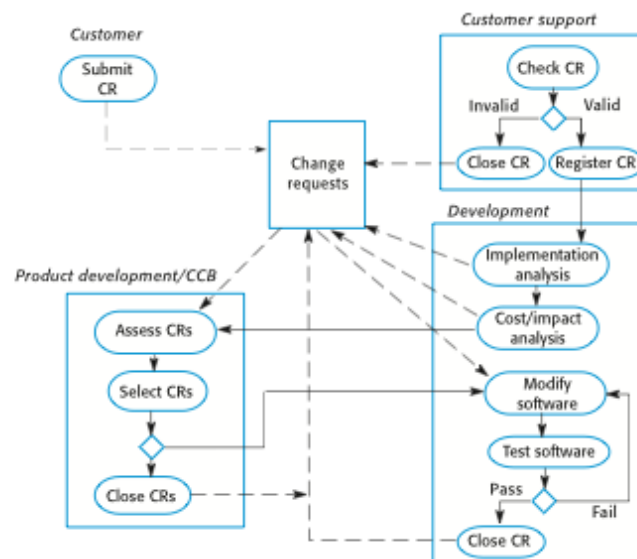 Customer
Submit
CR
Customer support
Check CR
Invalid
Valid
Close CR
Register CR
Change
requests
Development
Implementation
analysis
Cost/impact
analysis
Product development/CCB
Assess CRs
Select CRs
Close CRs
Modify
software
Test software
Pass
Fail
Close CR